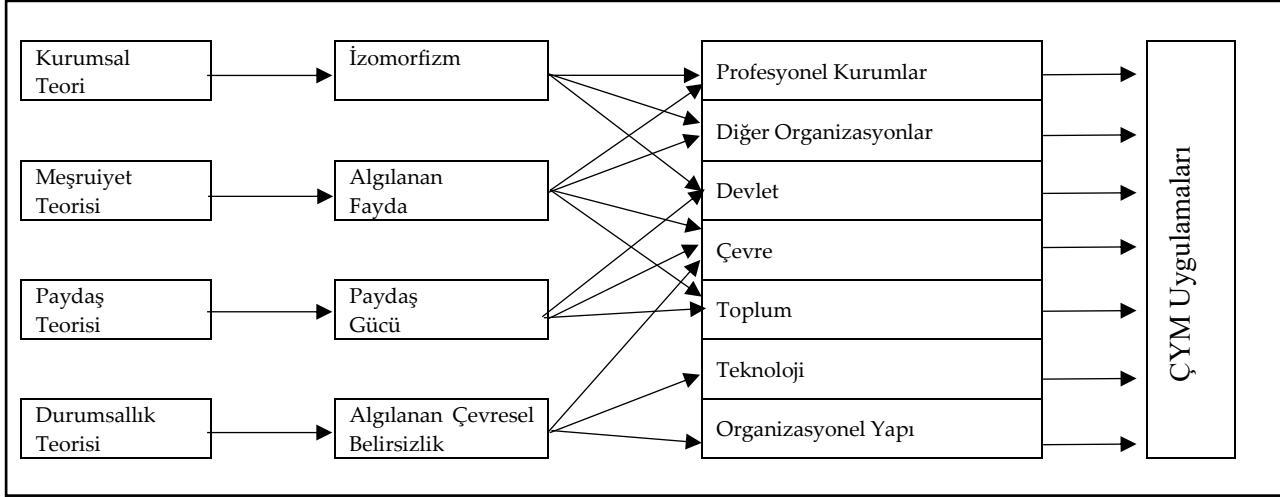 Kurumsal
Teori
İzomorfizm
Profesyonel Kurumlar
Diğer Organizasyonlar
Meşruiyet
Teorisi
Algılanan
Fayda
Devlet
Çevre
Paydaş
Teorisi
Paydaş
Gücü
Toplum
Teknoloji
Durumsallık
Teorisi
Algılanan Çevresel
Belirsizlik
Organizasyonel Yapı
ÇYM Uygulamaları